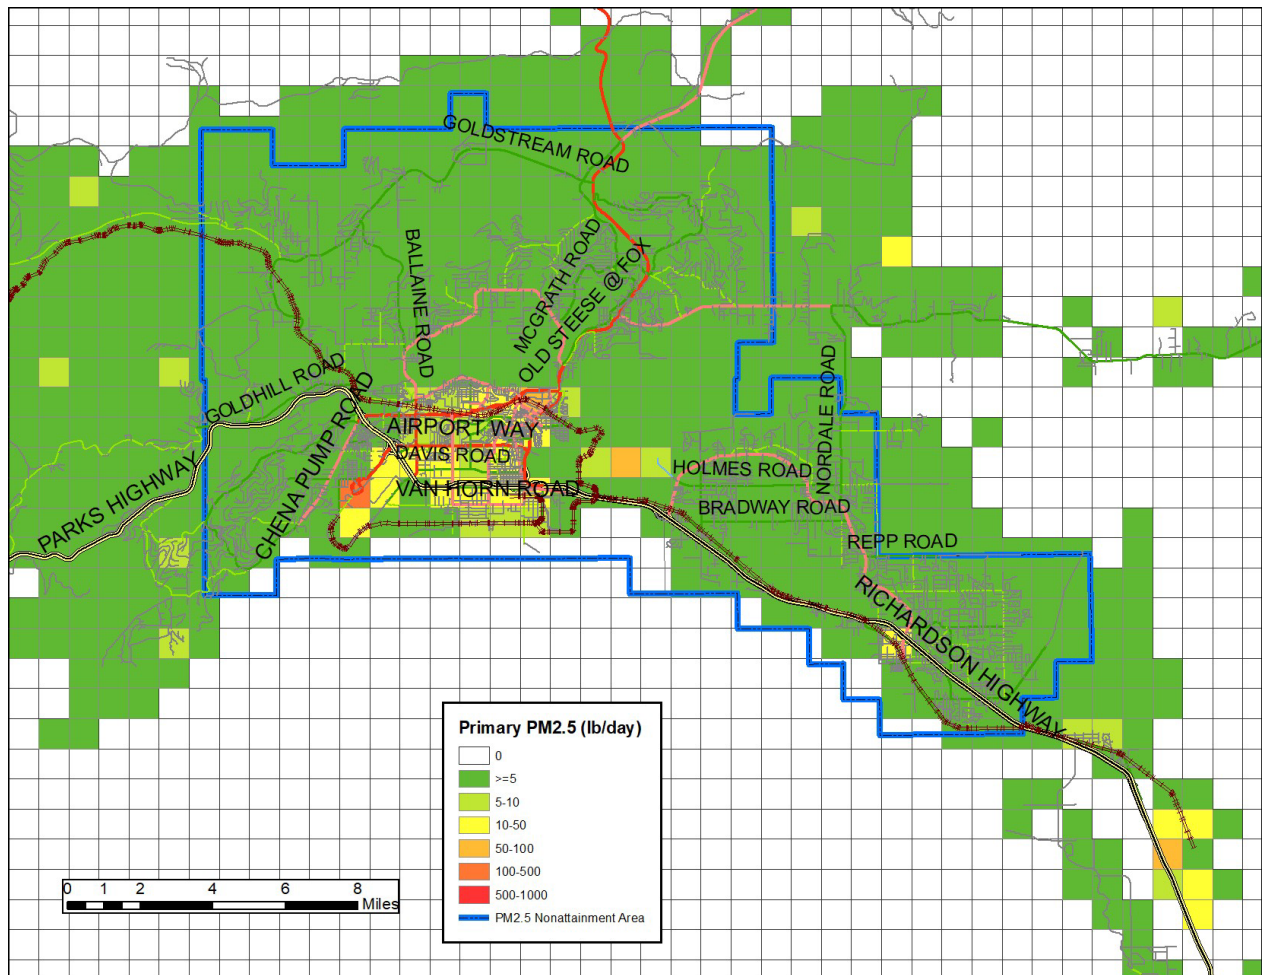 GOLDSTREAM ROAD
BALLAINE ROAD
MCGRATH ROAD
OLD STEESE @ FOX
GOLDHILL ROAD
CHENA PUMP ROAD
PARKS HIGHWAY
AIRPORT WAY
DAVIS ROAD
VAN HORN ROAD
HOLMES ROAD
BRADWAY ROAD
NORDALE ROAD
REPP ROAD
RICHARDSON HIGHWAY
Primary PM2.5 (lb/day)
0
>=5
5-10
10-50
50-100
100-500
500-1000
PM2.5 Nonattainment Area
0 1 2 4 6 8
Miles